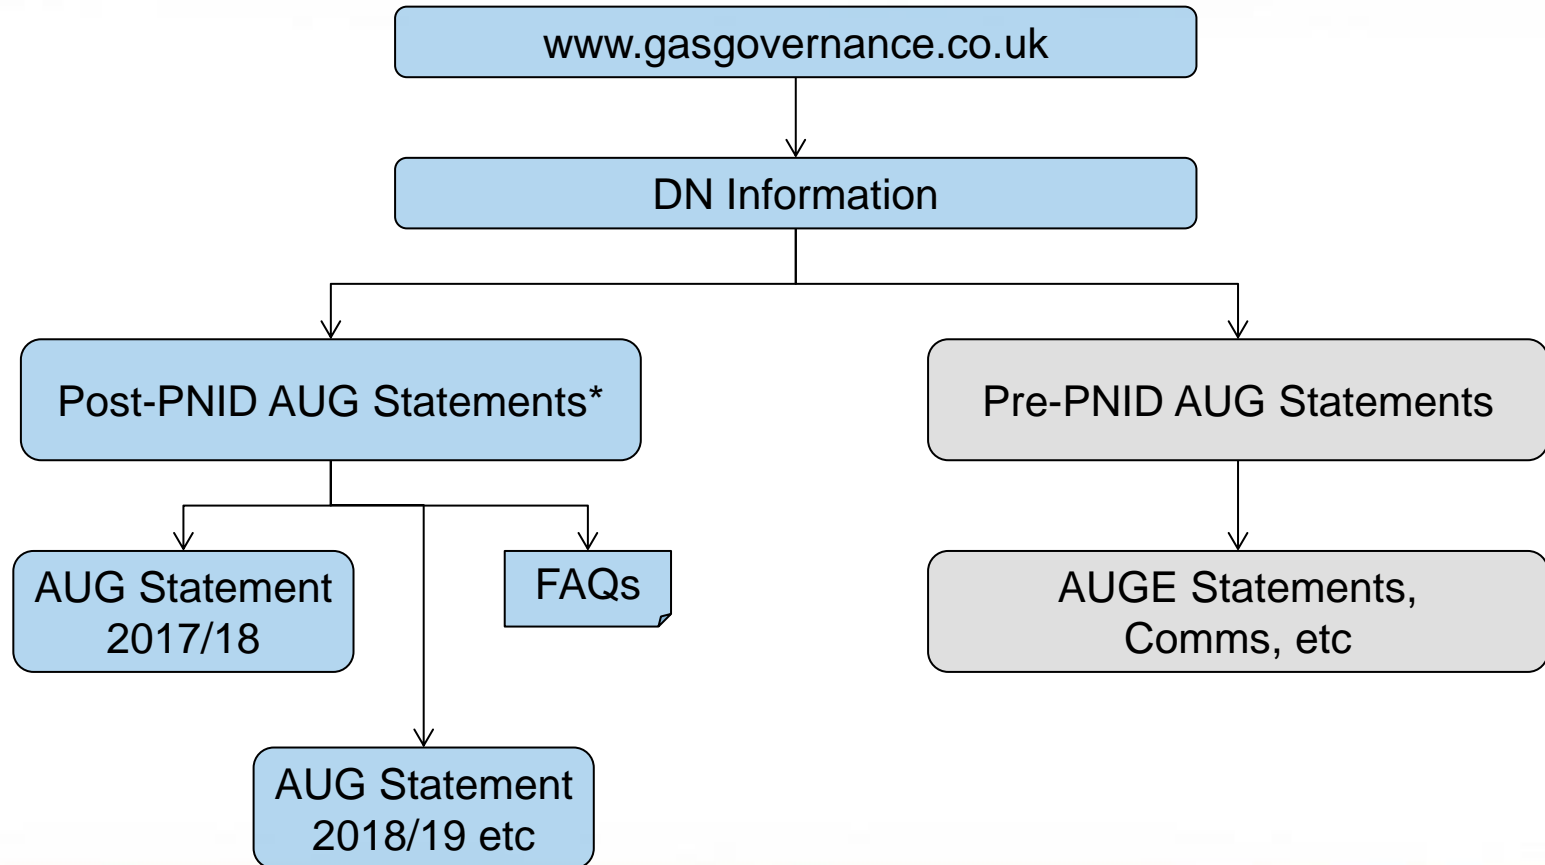 www.gasgovernance.co.uk
DN Information
Post-PNID AUG Statements*
Pre-PNID AUG Statements
AUG Statement
2017/18
FAQs
AUGE Statements,
Comms, etc
AUG Statement
2018/19 etc